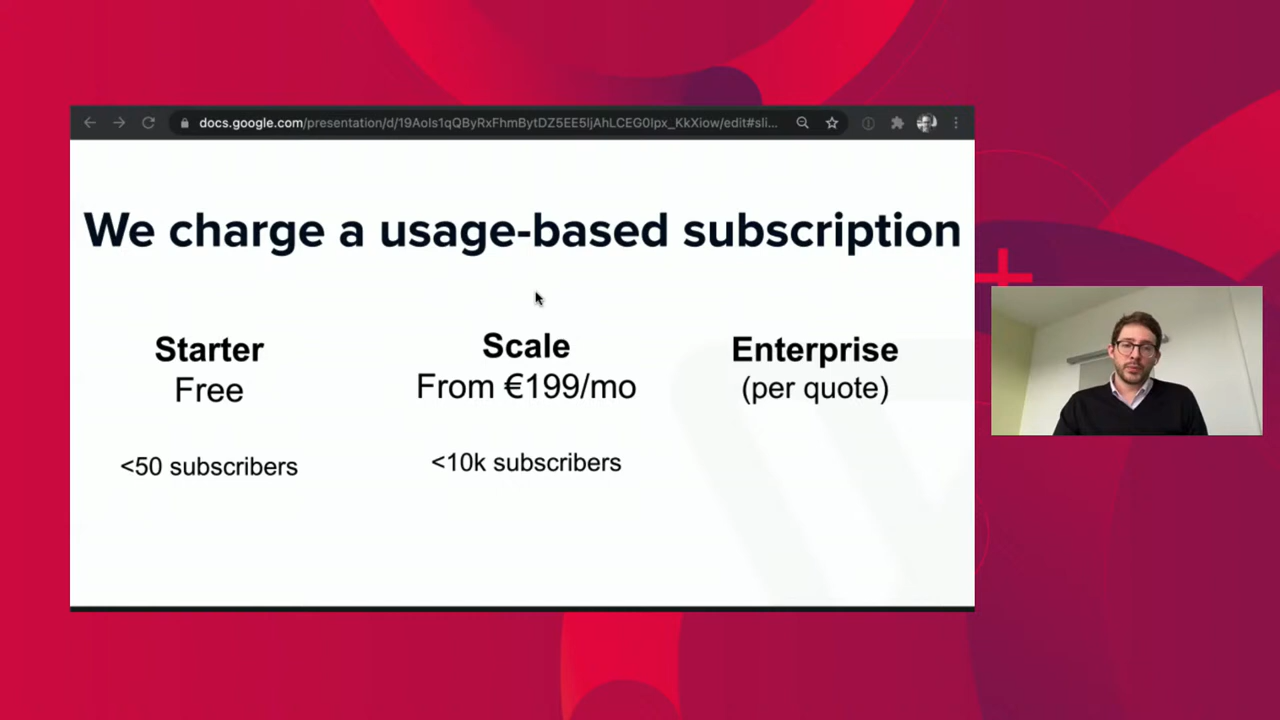 docs.google.com/presentation/d/19AoIs1qQByRxFhmBytDZ5EE5ljAhLCEG0Ipx_KkXiow/edit#sli...
We charge a usage-based subscription
Starter
Free
<50 subscribers
Scale
From €199/mo
<10k subscribers
Enterprise
(per quote)